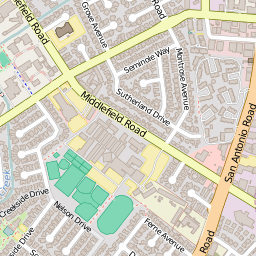 Middlefield Road
Grove Avenue
Seminole Way
Montrose Avenue
Sutherland Drive
Middlefield Road
San Antonio Road
Creekside Drive
Nelson Drive
Ferne Avenue
Road